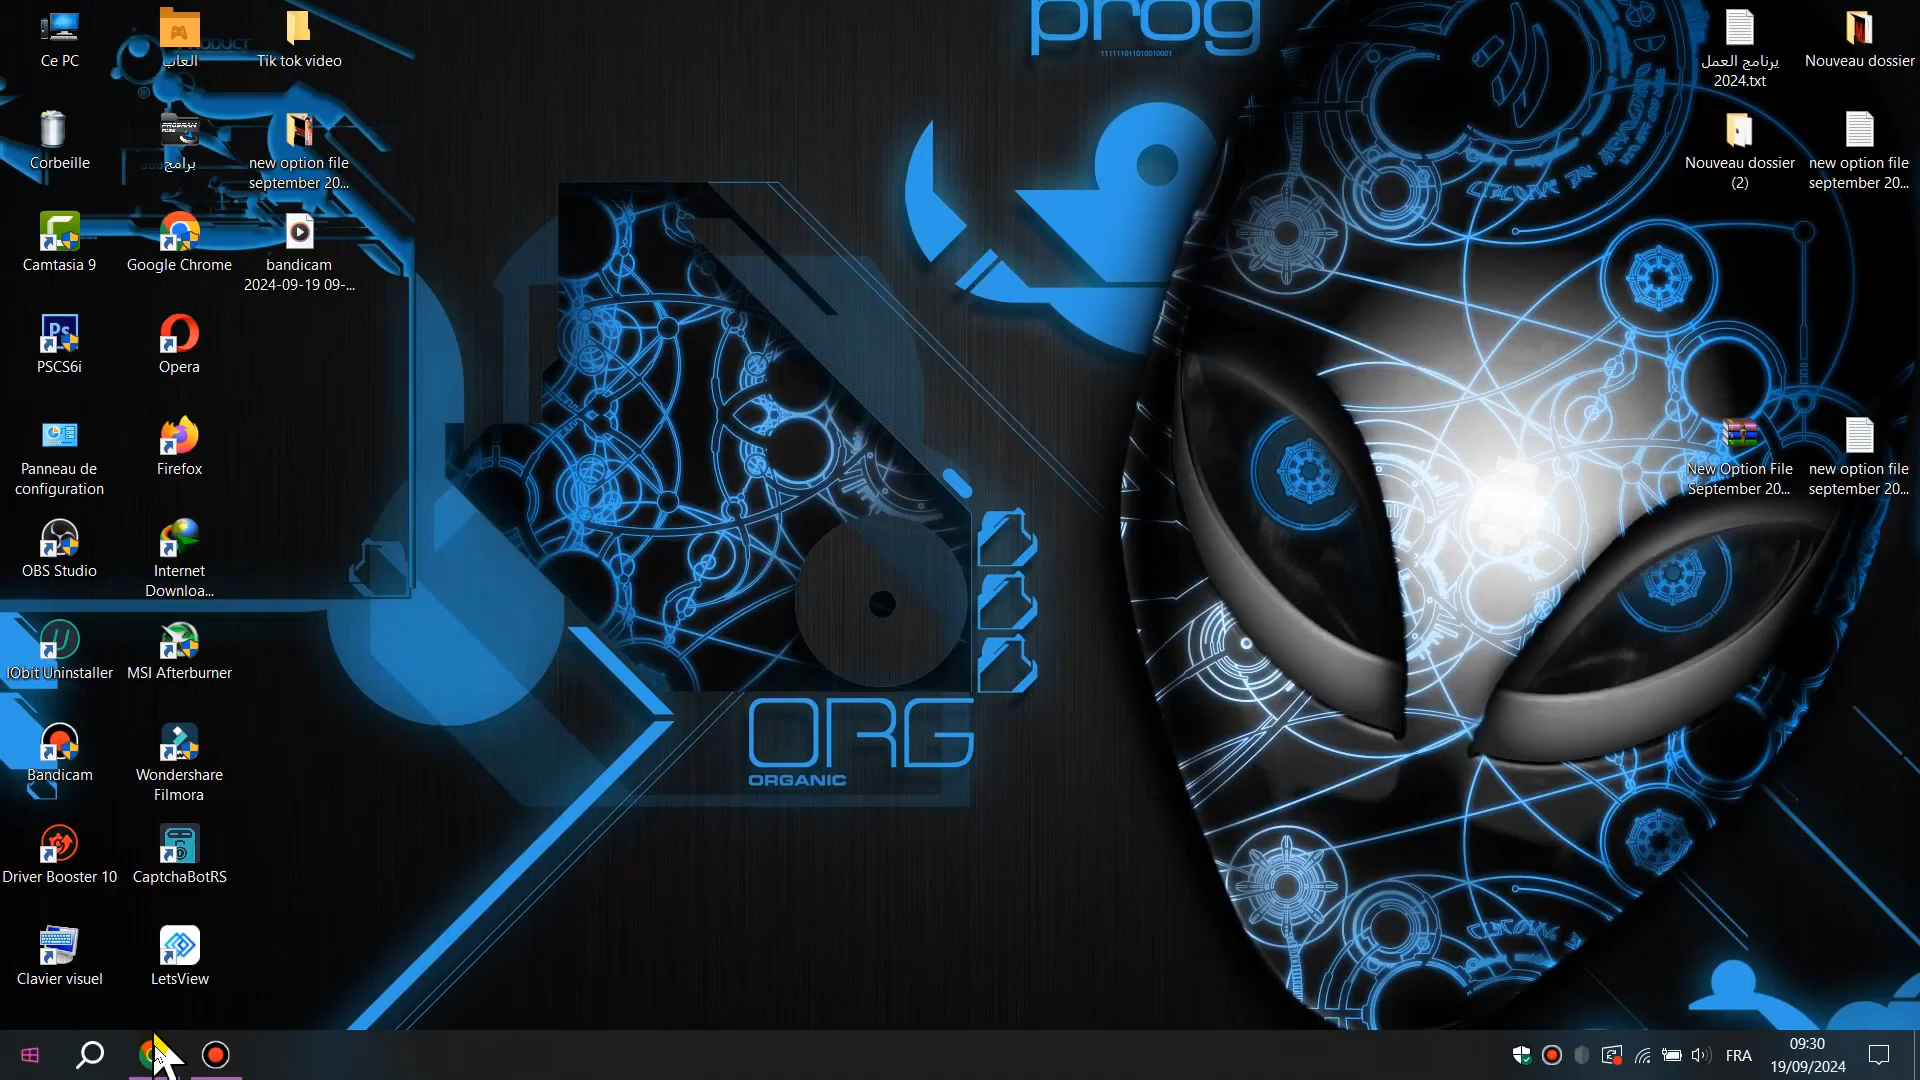 Ce PC
العاب
Tik tok video
Corbeille
برامج
new option file
september 20...
Camtasia 9
Google Chrome
bandicam
2024-09-19 09-...
PSCS6i
Opera
Panneau de
configuration
Firefox
OBS Studio
Internet
Downloa...
IObit Uninstaller
MSI Afterburner
Bandicam
Wondershare
Filmora
Driver Booster 10
CaptchaBotRS
Clavier visuel
LetsView
prog
ORG
ORGANIC
برنامج العمل
2024.txt
Nouveau dossier
Nouveau dossier
(2)
new option file
september 20...
New Option File
September 20...
new option file
september 20...
FRA
09:30
19/09/2024